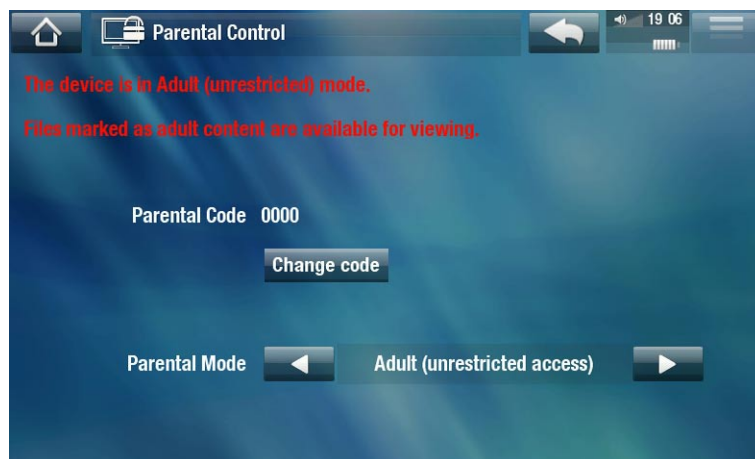 Parental Control
19 06
The device is in Adult (unrestricted) mode.
Files marked as adult content are available for viewing.
Parental Code 0000
Change code
Parental Mode Adult (unrestricted access)